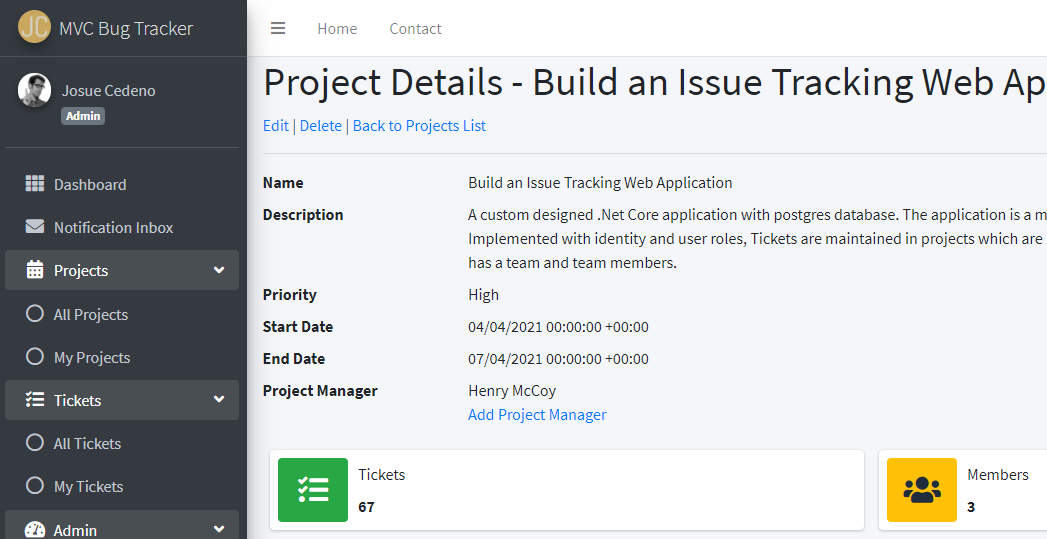 JC MVC Bug Tracker
Home Contact
Josue Cedeno
Admin
Dashboard
Notification Inbox
Projects
All Projects
My Projects
Tickets
All Tickets
My Tickets
Admin
Project Details - Build an Issue Tracking Web Ap
Edit | Delete | Back to Projects List
Name Build an Issue Tracking Web Application
Description A custom designed .Net Core application with postgres database. The application is a m
Implemented with identity and user roles, Tickets are maintained in projects which are
has a team and team members.
Priority High
Start Date 04/04/2021 00:00:00 +00:00
End Date 07/04/2021 00:00:00 +00:00
Project Manager Henry McCoy
Add Project Manager
Tickets
67
Members
3